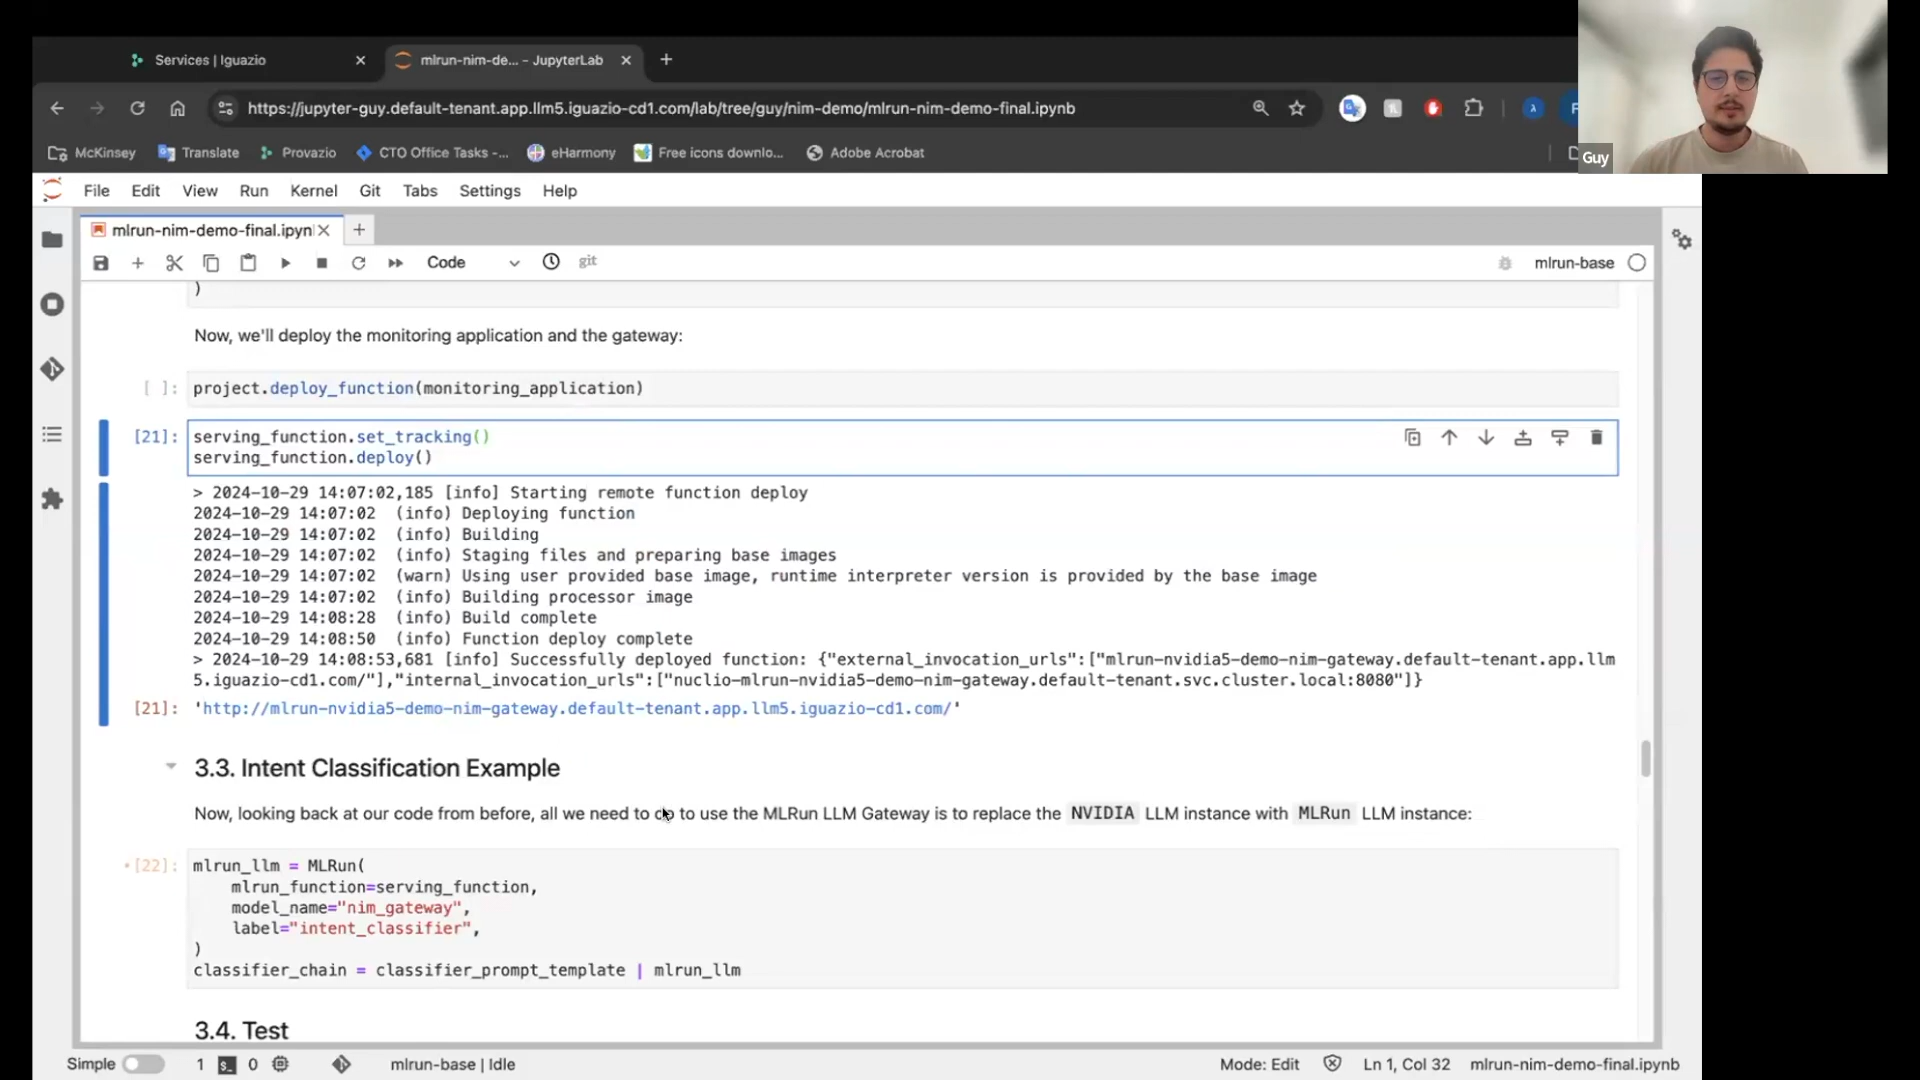 Services | Iguazio
mlrun-nim-de... - JupyterLab
https://jupyter-guy.default-tenant.app.llm5.iguazio-cd1.com/lab/tree/guy/nim-demo/mlrun-nim-demo-final.ipynb
McKinsey Translate Provazio CTO Office Tasks -... eHarmony Free icons downlo... Adobe Acrobat
Guy
File Edit View Run Kernel Git Tabs Settings Help
mlrun-nim-demo-final.ipyn
Code git mlrun-base
)
Now, we'll deploy the monitoring application and the gateway:
[ ]: project.deploy_function(monitoring_application)
[21]: serving_function.set_tracking()
serving_function.deploy()
> 2024-10-29 14:07:02,185 [info] Starting remote function deploy
2024-10-29 14:07:02 (info) Deploying function
2024-10-29 14:07:02 (info) Building
2024-10-29 14:07:02 (info) Staging files and preparing base images
2024-10-29 14:07:02 (warn) Using user provided base image, runtime interpreter version is provided by the base image
2024-10-29 14:07:02 (info) Building processor image
2024-10-29 14:08:28 (info) Build complete
2024-10-29 14:08:50 (info) Function deploy complete
> 2024-10-29 14:08:53,681 [info] Successfully deployed function: {"external_invocation_urls":["mlrun-nvidia5-demo-nim-gateway.default-tenant.app.llm
5.iguazio-cd1.com/"],"internal_invocation_urls":["nuclio-mlrun-nvidia5-demo-nim-gateway.default-tenant.svc.cluster.local:8080"]}
[21]: 'http://mlrun-nvidia5-demo-nim-gateway.default-tenant.app.llm5.iguazio-cd1.com/'
3.3. Intent Classification Example
Now, looking back at our code from before, all we need to do to use the MLRun LLM Gateway is to replace the NVIDIA LLM instance with MLRun LLM instance:
[22]: mlrun_llm = MLRun(
mlrun_function=serving_function,
model_name="nim_gateway",
label="intent_classifier",
)
classifier_chain = classifier_prompt_template | mlrun_llm
3.4. Test
Simple 1 0 mlrun-base | Idle Mode: Edit Ln 1, Col 32 mlrun-nim-demo-final.ipynb